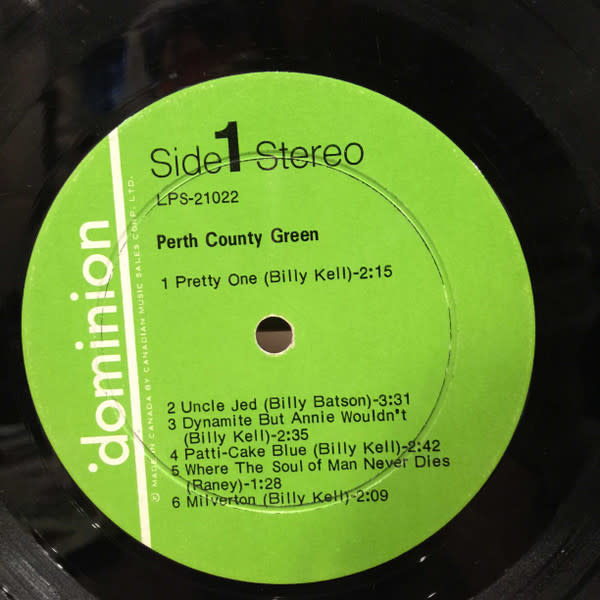 Side 1 Stereo
LPS-21022
Perth County Green
1 Pretty One (Billy Kell)-2:15
2 Uncle Jed (Billy Batson)-3:31
3 Dynamite But Annie Wouldn't
(Billy Kell)-2:35
4 Patti-Cake Blue (Billy Kell)-2:42
5 Where The Soul of Man Never Dies
(Raney)-1:28
6 Milverton (Billy Kell)-2:09
dominion
© MADE IN CANADA BY CANADIAN MUSIC SALES CORP. LTD.